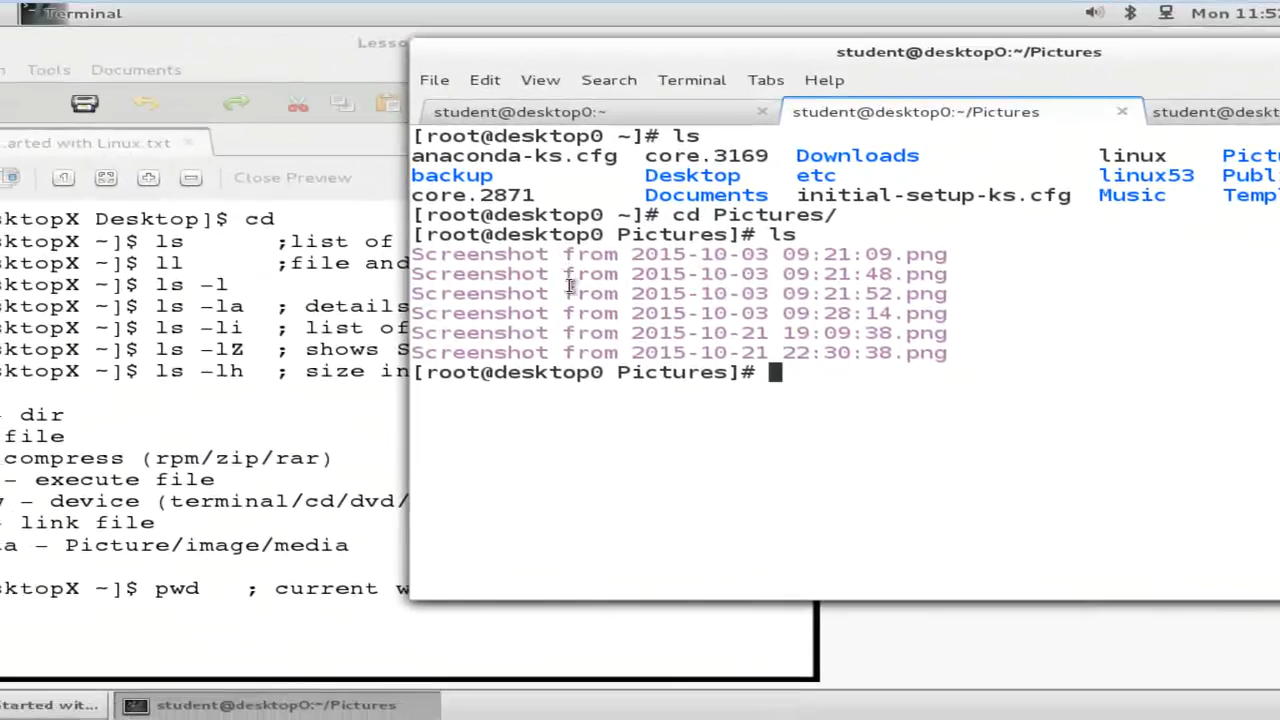 Terminal
Mon 11:5
Lesso
Tools Documents
.arted with Linux.txt
Close Preview
sktopX Desktop]$ cd
sktopX ~]$ ls ;list of
sktopX ~]$ ll ;file and
sktopX ~]$ ls -l
sktopX ~]$ ls -la ; details
sktopX ~]$ ls -li ; list of
sktopX ~]$ ls -lZ ; shows S
sktopX ~]$ ls -lh ; size in
- dir
file
compress (rpm/zip/rar)
- execute file
- device (terminal/cd/dvd/
link file
- Picture/image/media
sktopX ~]$ pwd ; current w
student@desktop0:~/Pictures
File Edit View Search Terminal Tabs Help
student@desktop0:~
student@desktop0:~/Pictures
student@deskt
[root@desktop0 ~]# ls
anaconda-ks.cfg core.3169 Downloads linux Pict
backup Desktop etc linux53 Publ
core.2871 Documents initial-setup-ks.cfg Music Temp
[root@desktop0 ~]# cd Pictures/
[root@desktop0 Pictures]# ls
Screenshot from 2015-10-03 09:21:09.png
Screenshot from 2015-10-03 09:21:48.png
Screenshot from 2015-10-03 09:21:52.png
Screenshot from 2015-10-03 09:28:14.png
Screenshot from 2015-10-21 19:09:38.png
Screenshot from 2015-10-21 22:30:38.png
[root@desktop0 Pictures]#
tarted wit...
student@desktop0:~/Pictures